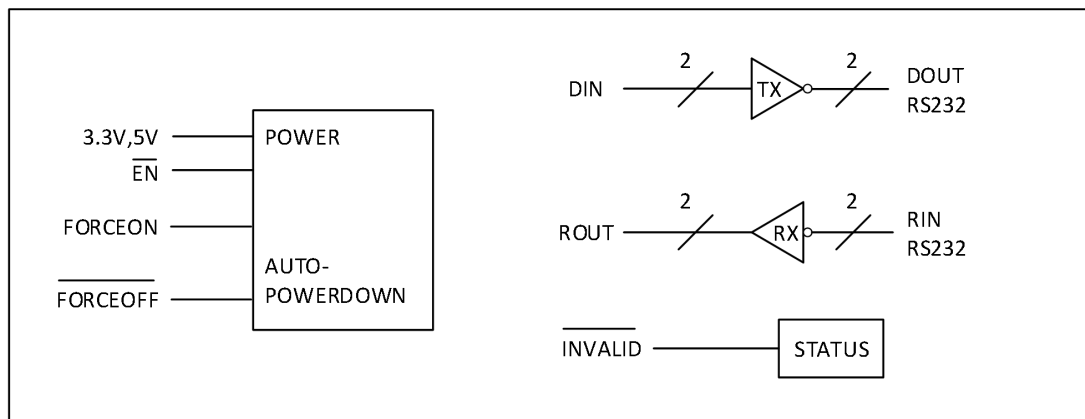 3.3V,5V
POWER
EN
FORCEON
AUTO-
POWERDOWN
FORCEOFF
2
2
DIN
TX
DOUT
RS232
2
2
ROUT
RX
RIN
RS232
INVALID
STATUS